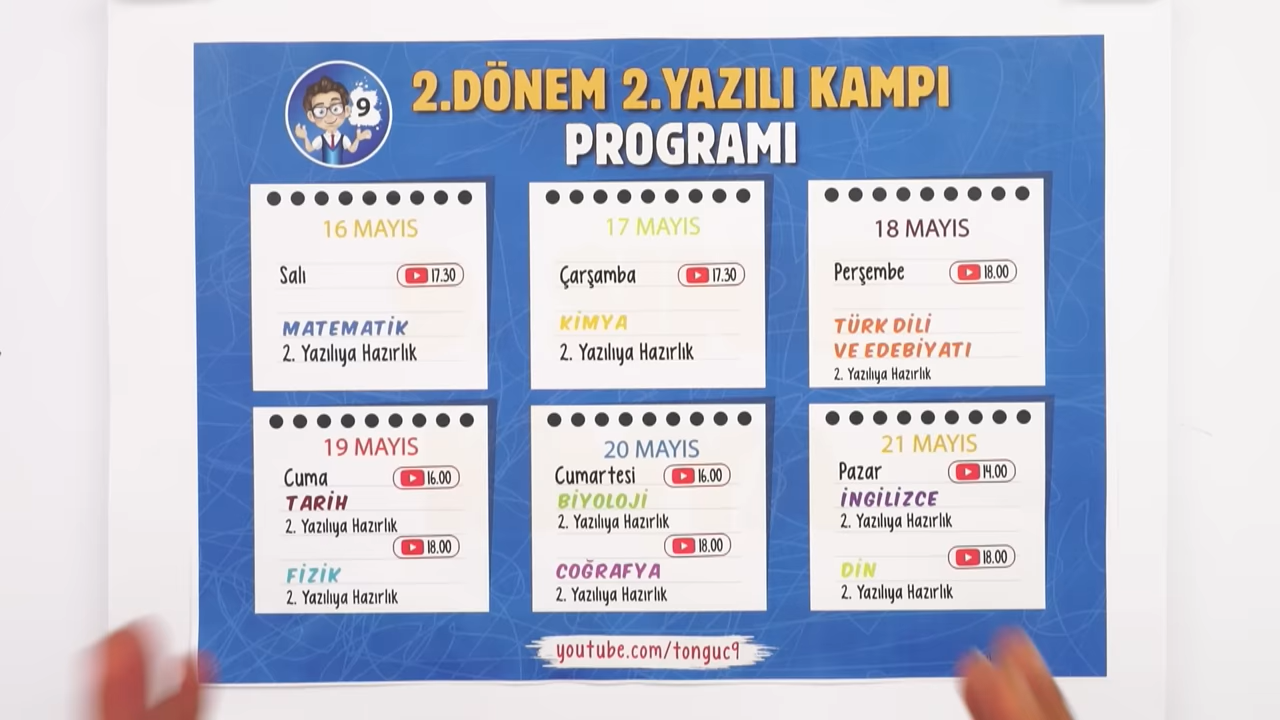 9
2.DÖNEM 2.YAZILI KAMPI
PROGRAMI
16 MAYIS
Salı 17.30
MATEMATİK
2. Yazılıya Hazırlık
17 MAYIS
Çarşamba 17.30
KİMYA
2. Yazılıya Hazırlık
18 MAYIS
Perşembe 18.00
TÜRK DİLİ
VE EDEBİYATI
2. Yazılıya Hazırlık
19 MAYIS
Cuma 16.00
TARİH
2. Yazılıya Hazırlık
18.00
FİZİK
2. Yazılıya Hazırlık
20 MAYIS
Cumartesi 16.00
BİYOLOJİ
2. Yazılıya Hazırlık
18.00
COĞRAFYA
2. Yazılıya Hazırlık
21 MAYIS
Pazar 14.00
İNGİLİZCE
2. Yazılıya Hazırlık
18.00
DİN
2. Yazılıya Hazırlık
youtube.com/tonguc9